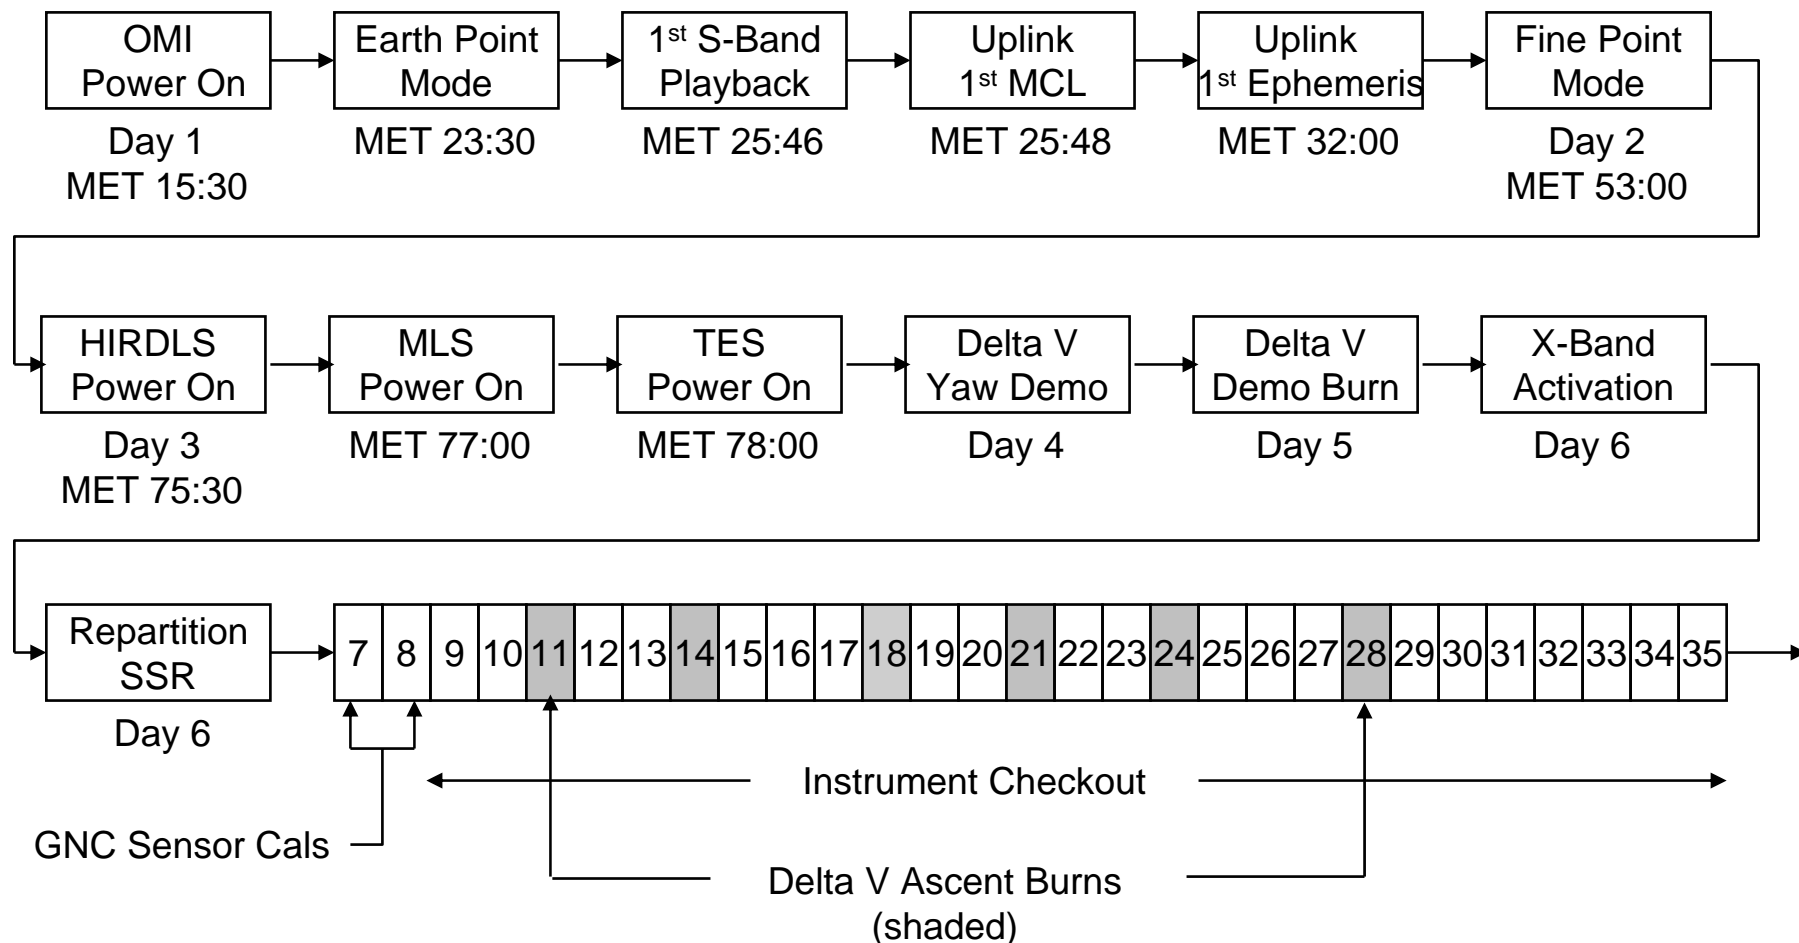 OMI
Power On
Day 1
MET 15:30
Earth Point
Mode
MET 23:30
1st S-Band
Playback
MET 25:46
Uplink
1st MCL
MET 25:48
Uplink
1st Ephemeris
MET 32:00
Fine Point
Mode
Day 2
MET 53:00
HIRDLS
Power On
Day 3
MET 75:30
MLS
Power On
MET 77:00
TES
Power On
MET 78:00
Delta V
Yaw Demo
Day 4
Delta V
Demo Burn
Day 5
X-Band
Activation
Day 6
Repartition
SSR
Day 6
7 8 9 10 11 12 13 14 15 16 17 18 19 20 21 22 23 24 25 26 27 28 29 30 31 32 33 34 35
Instrument Checkout
GNC Sensor Cals
Delta V Ascent Burns
(shaded)